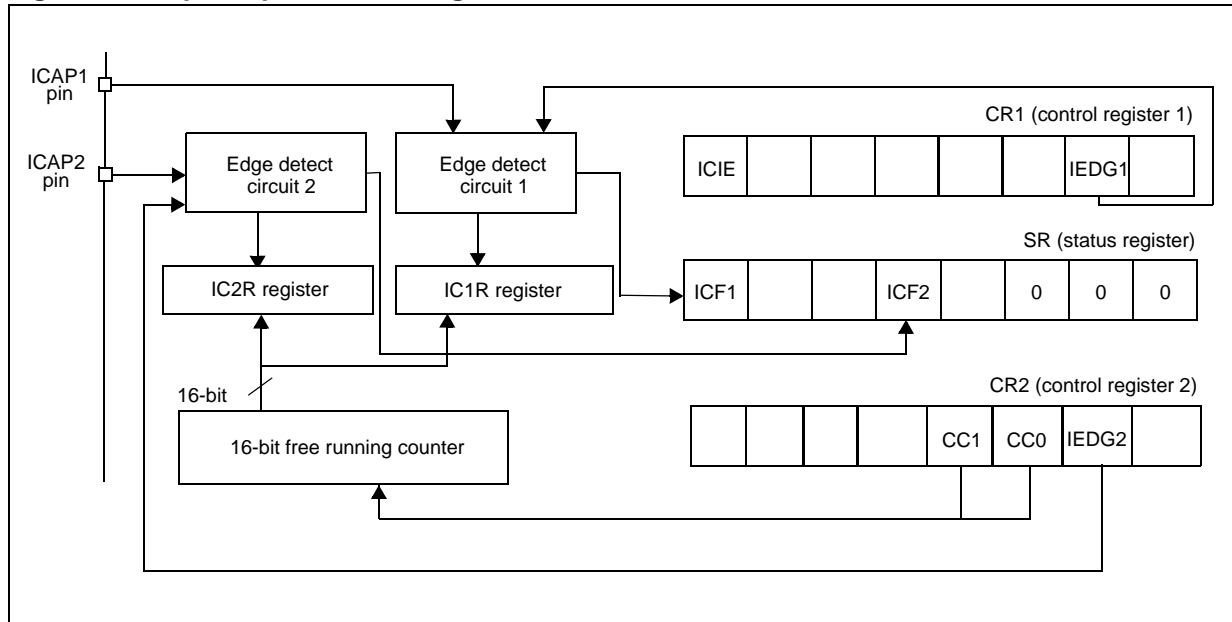 ICAP1
pin
ICAP2
pin
Edge detect
circuit 2
Edge detect
circuit 1
CR1 (control register 1)
ICIE
IEDG1
SR (status register)
IC2R register
IC1R register
ICF1
ICF2
0
0
0
16-bit
16-bit free running counter
CR2 (control register 2)
CC1
CC0
IEDG2